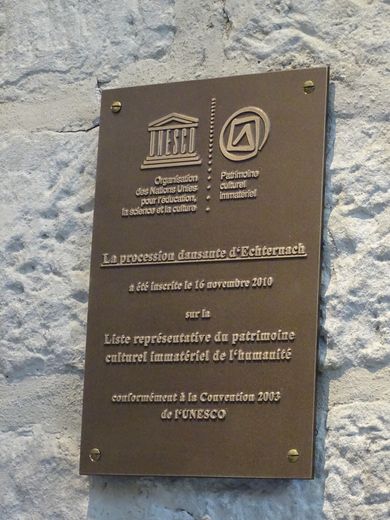 UNESCO
Organisation
des Nations Unies
pour l'éducation,
la science et la culture
Patrimoine
culturel
immatériel
La procession dansante d'Echternach
a été inscrite le 16 novembre 2010
sur la
Liste représentative du patrimoine
culturel immatériel de l'humanité
conformément à la Convention 2003
de l'UNESCO